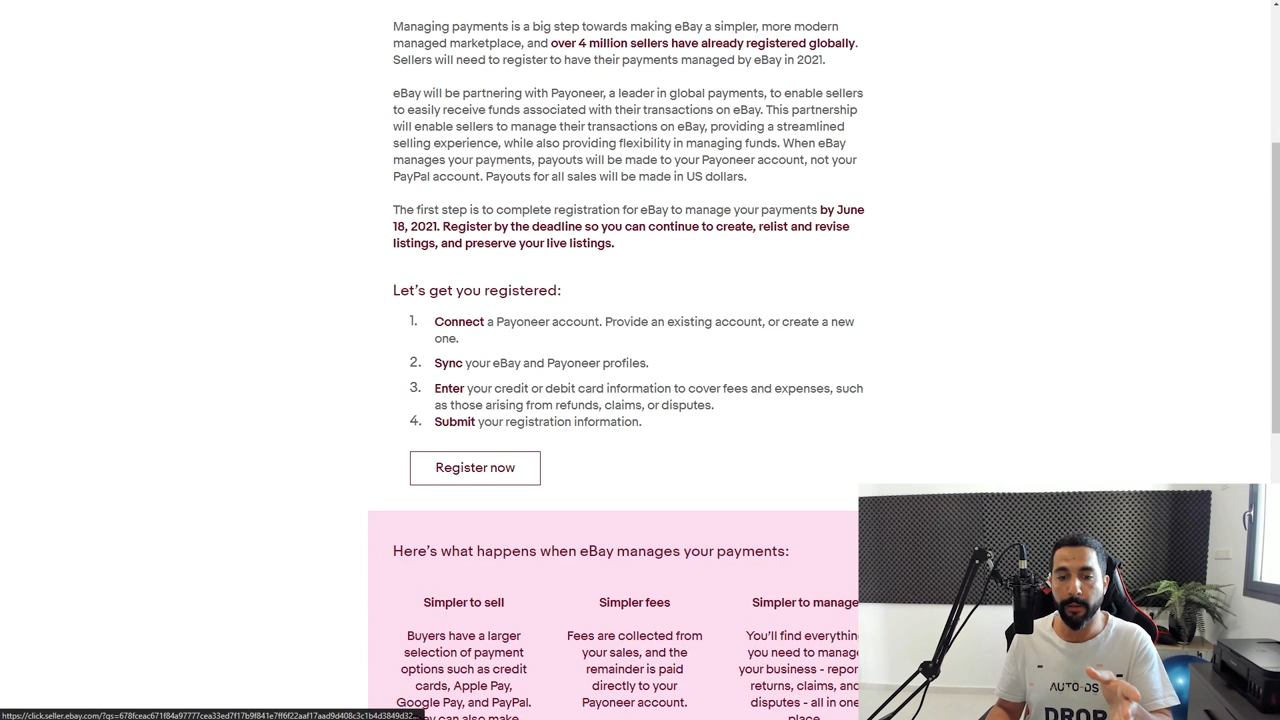 Managing payments is a big step towards making eBay a simpler, more modern
managed marketplace, and over 4 million sellers have already registered globally.
Sellers will need to register to have their payments managed by eBay in 2021.
eBay will be partnering with Payoneer, a leader in global payments, to enable sellers
to easily receive funds associated with their transactions on eBay. This partnership
will enable sellers to manage their transactions on eBay, providing a streamlined
selling experience, while also providing flexibility in managing funds. When eBay
manages your payments, payouts will be made to your Payoneer account, not your
PayPal account. Payouts for all sales will be made in US dollars.
The first step is to complete registration for eBay to manage your payments by June
18, 2021. Register by the deadline so you can continue to create, relist and revise
listings, and preserve your live listings.
Let's get you registered:
1. Connect a Payoneer account. Provide an existing account, or create a new
one.
2. Sync your eBay and Payoneer profiles.
3. Enter your credit or debit card information to cover fees and expenses, such
as those arising from refunds, claims, or disputes.
4. Submit your registration information.
Register now
Here's what happens when eBay manages your payments:
Simpler to sell
Buyers have a larger
selection of payment
options such as credit
cards, Apple Pay,
Google Pay, and PayPal.
can also make
Simpler fees
Fees are collected from
your sales, and the
remainder is paid
directly to your
Payoneer account.
Simpler to manage
You'll find everything
you need to manage
your business - repor
returns, claims, and
disputes - all in one
place.
AUTO-DS
DROP